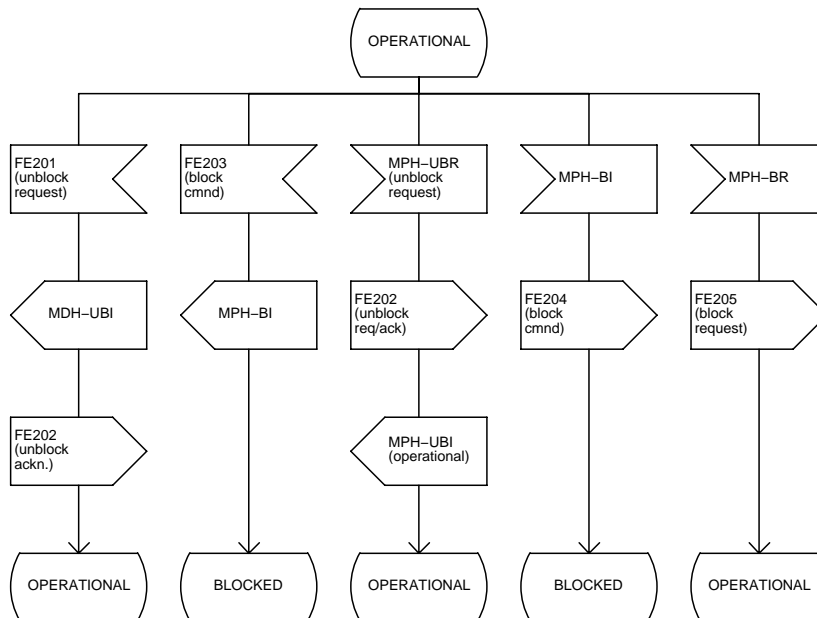 OPERATIONAL
FE201
(unblock
request)
FE203
(block
cmnd)
MPH−UBR
(unblock
request)
MPH−BI
MPH−BR
MDH−UBI
MPH−BI
FE202
(unblock
req/ack)
FE204
(block
cmnd)
FE205
(block
request)
FE202
(unblock
ackn.)
MPH−UBI
(operational)
OPERATIONAL
BLOCKED
OPERATIONAL
BLOCKED
OPERATIONAL